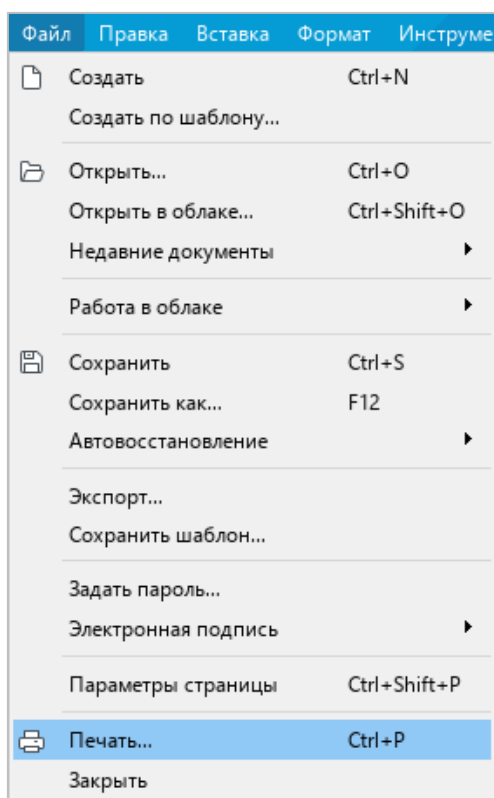 Файл Правка Вставка Формат Инструме
Создать Ctrl+N
Создать по шаблону...
Открыть... Ctrl+O
Открыть в облаке... Ctrl+Shift+O
Недавние документы
Работа в облаке
Сохранить Ctrl+S
Сохранить как... F12
Автовосстановление
Экспорт...
Сохранить шаблон...
Задать пароль...
Электронная подпись
Параметры страницы Ctrl+Shift+P
Печать... Ctrl+P
Закрыть